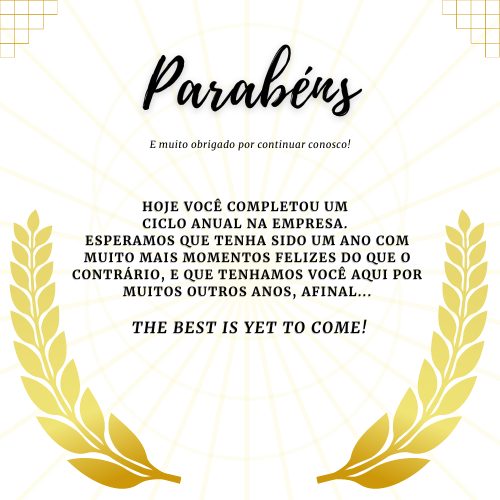 Parabéns
E muito obrigado por continuar conosco!
HOJE VOCÊ COMPLETOU UM
CICLO ANUAL NA EMPRESA.
ESPERAMOS QUE TENHA SIDO UM ANO COM
MUITO MAIS MOMENTOS FELIZES DO QUE O
CONTRÁRIO, E QUE TENHAMOS VOCÊ AQUI POR
MUITOS OUTROS ANOS, AFINAL...
THE BEST IS YET TO COME!